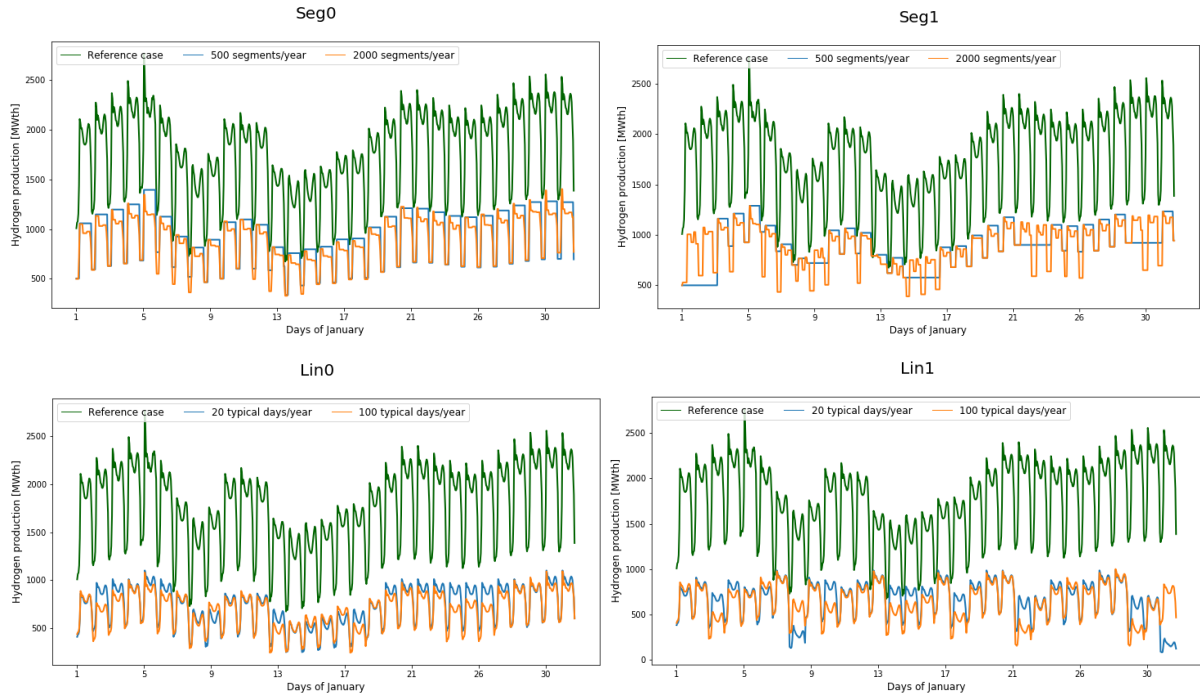 Seg0
Reference case 500 segments/year 2000 segments/year
Hydrogen production [MWth]
2500
2000
1500
1000
500
1 5 9 13 17 21 26 30
Days of January
Seg1
Reference case 500 segments/year 2000 segments/year
Hydrogen production [MWth]
2500
2000
1500
1000
500
1 5 9 13 17 21 26 30
Days of January
Lin0
Reference case 20 typical days/year 100 typical days/year
Hydrogen production [MWth]
2500
2000
1500
1000
500
1 5 9 13 17 21 26 30
Days of January
Lin1
Reference case 20 typical days/year 100 typical days/year
Hydrogen production [MWth]
2500
2000
1500
1000
500
0
1 5 9 13 17 21 26 30
Days of January